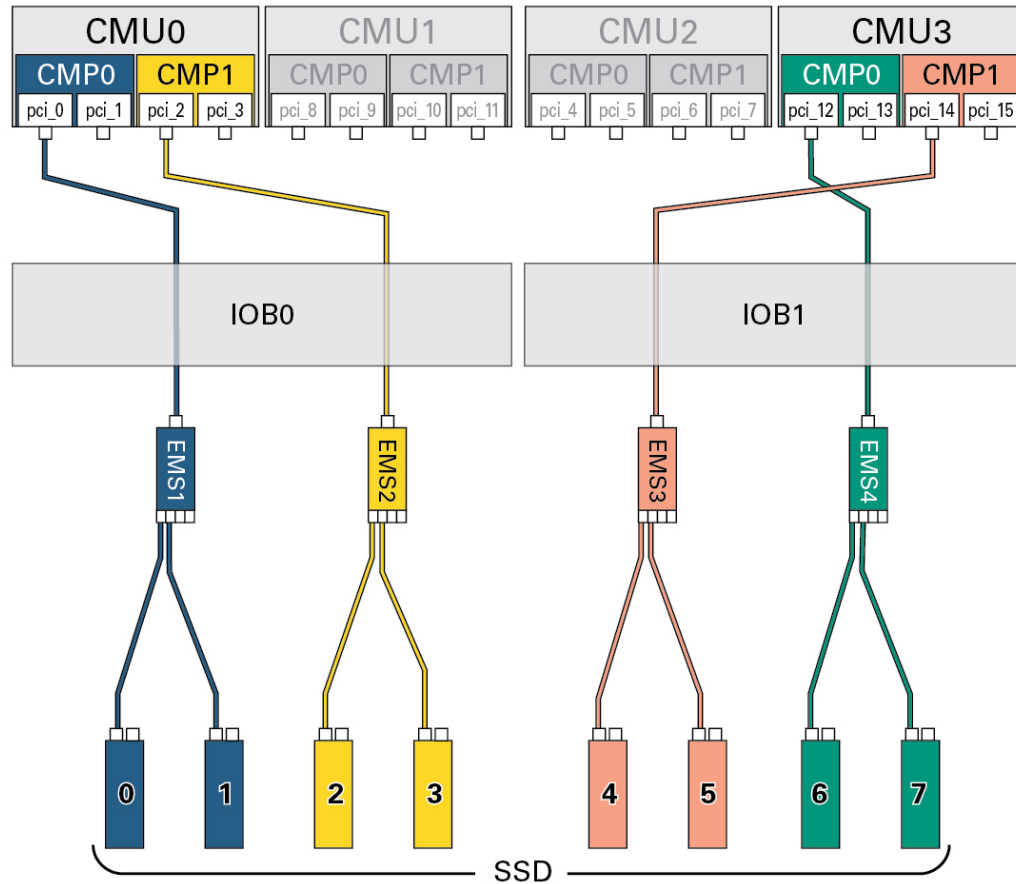 CMU0 CMU1 CMU2 CMU3
CMP0 CMP1 CMP0 CMP1 CMP0 CMP1 CMP0 CMP1
pci_0 pci_1 pci_2 pci_3 pci_8 pci_9 pci_10 pci_11 pci_4 pci_5 pci_6 pci_7 pci_12 pci_13 pci_14 pci_15
IOB0 IOB1
EMS1 EMS2 EMS3 EMS4
0 1 2 3 4 5 6 7
SSD